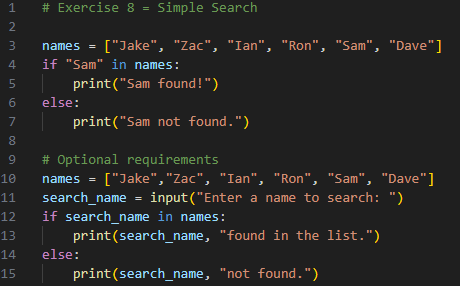 1 # Exercise 8 = Simple Search
2
3 names = ["Jake", "Zac", "Ian", "Ron", "Sam", "Dave"]
4 if "Sam" in names:
5     print("Sam found!")
6 else:
7     print("Sam not found.")
8
9 # Optional requirements
10 names = ["Jake","Zac", "Ian", "Ron", "Sam", "Dave"]
11 search_name = input("Enter a name to search: ")
12 if search_name in names:
13     print(search_name, "found in the list.")
14 else:
15     print(search_name, "not found.")